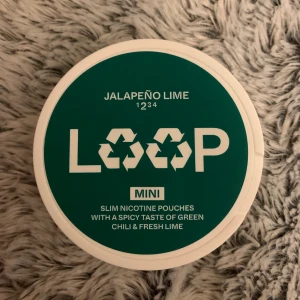 JALAPEÑO LIME
1234
LOOP
MINI
SLIM NICOTINE POUCHES
WITH A SPICY TASTE OF GREEN
CHILI & FRESH LIME